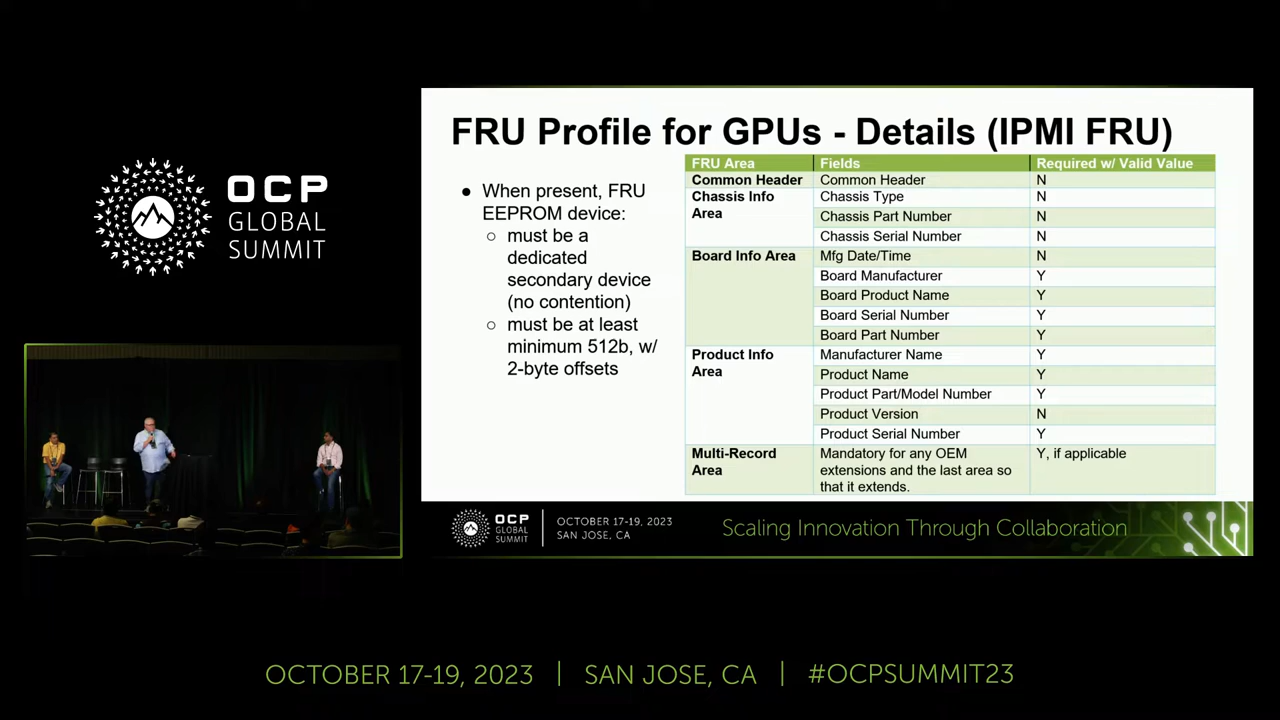 OCP
GLOBAL
SUMMIT
FRU Profile for GPUs - Details (IPMI FRU)
● When present, FRU
EEPROM device:
○ must be a
dedicated
secondary device
(no contention)
○ must be at least
minimum 512b, w/
2-byte offsets
FRU Area Fields Required w/ Valid Value
Common Header Common Header N
Chassis Info Area Chassis Type N
Chassis Part Number N
Chassis Serial Number N
Board Info Area Mfg Date/Time N
Board Manufacturer Y
Board Product Name Y
Board Serial Number Y
Board Part Number Y
Product Info Area Manufacturer Name Y
Product Name Y
Product Part/Model Number Y
Product Version N
Product Serial Number Y
Multi-Record Area Mandatory for any OEM extensions and the last area so that it extends. Y, if applicable
OCP
GLOBAL
SUMMIT
OCTOBER 17-19, 2023
SAN JOSE, CA
Scaling Innovation Through Collaboration
OCTOBER 17-19, 2023 | SAN JOSE, CA | #OCPSUMMIT23